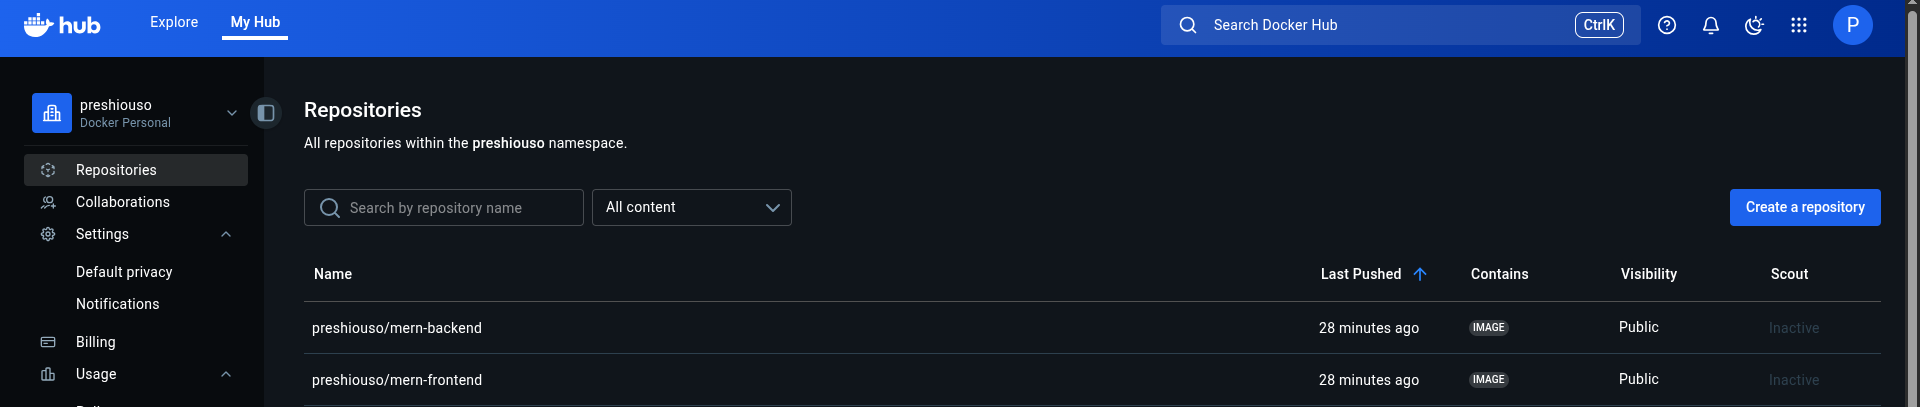 hub Explore My Hub Search Docker Hub CtrlK P
preshiouso
Docker Personal
Repositories
Collaborations
Settings
Default privacy
Notifications
Billing
Usage
Repositories
All repositories within the preshiouso namespace.
Search by repository name All content Create a repository
Name Last Pushed Contains Visibility Scout
preshiouso/mern-backend 28 minutes ago IMAGE Public Inactive
preshiouso/mern-frontend 28 minutes ago IMAGE Public Inactive